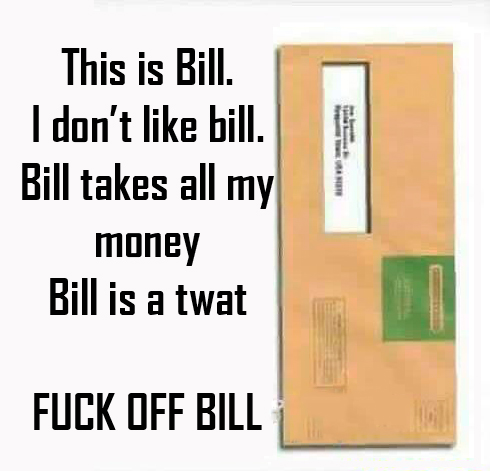 This is Bill.
I don't like bill.
Bill takes all my
money
Bill is a twat
FUCK OFF BILL